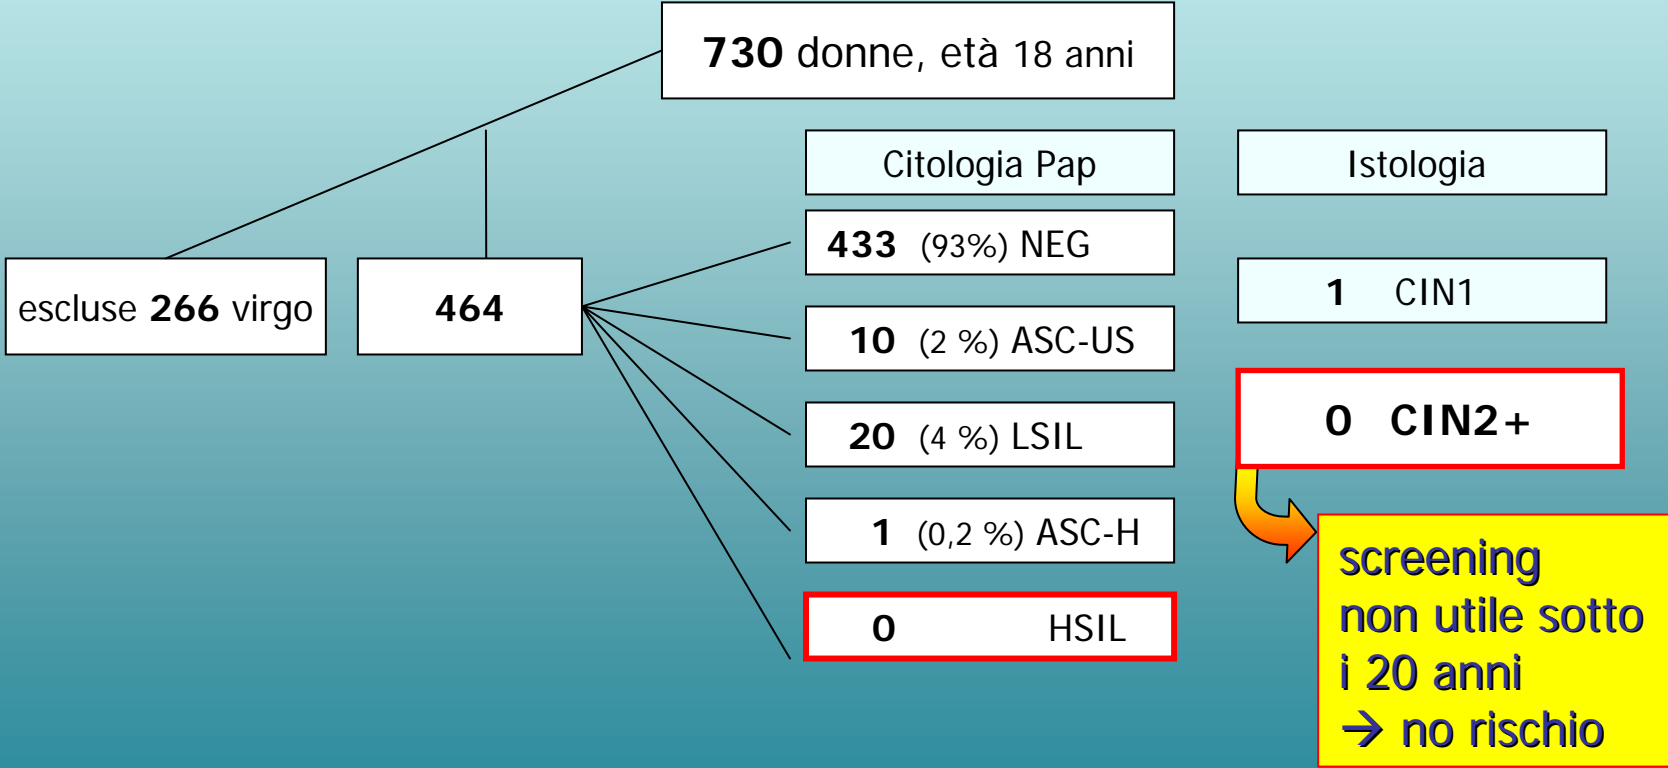 730 donne, età 18 anni
escluse 266 virgo
464
Citologia Pap
433 (93%) NEG
10 (2 %) ASC-US
20 (4 %) LSIL
1 (0,2 %) ASC-H
0 HSIL
Istologia
1 CIN1
0 CIN2+
screening
non utile sotto
i 20 anni
→ no rischio